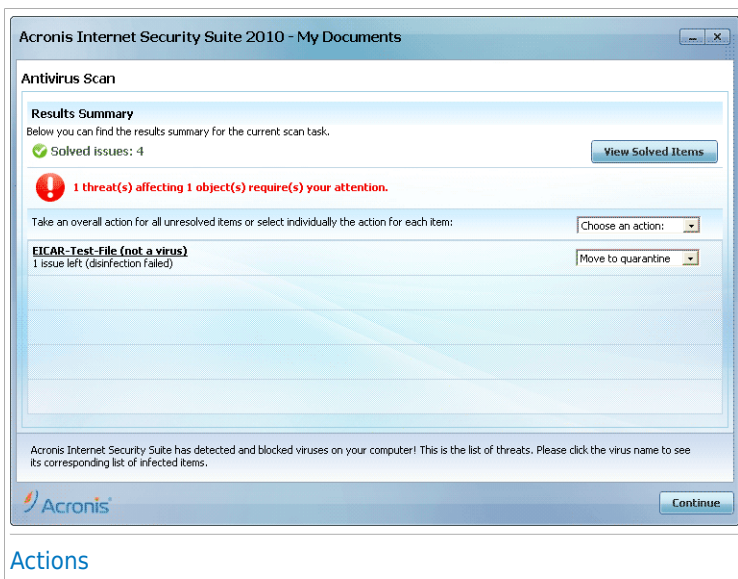 Acronis Internet Security Suite 2010 - My Documents
Antivirus Scan
Results Summary
Below you can find the results summary for the current scan task.
Solved issues: 4
View Solved Items
1 threat(s) affecting 1 object(s) require(s) your attention.
Take an overall action for all unresolved items or select individually the action for each item:
Choose an action:
EICAR-Test-File (not a virus)
1 issue left (disinfection failed)
Move to quarantine
Acronis Internet Security Suite has detected and blocked viruses on your computer! This is the list of threats. Please click the virus name to see
its corresponding list of infected items.
Acronis
Continue
Actions